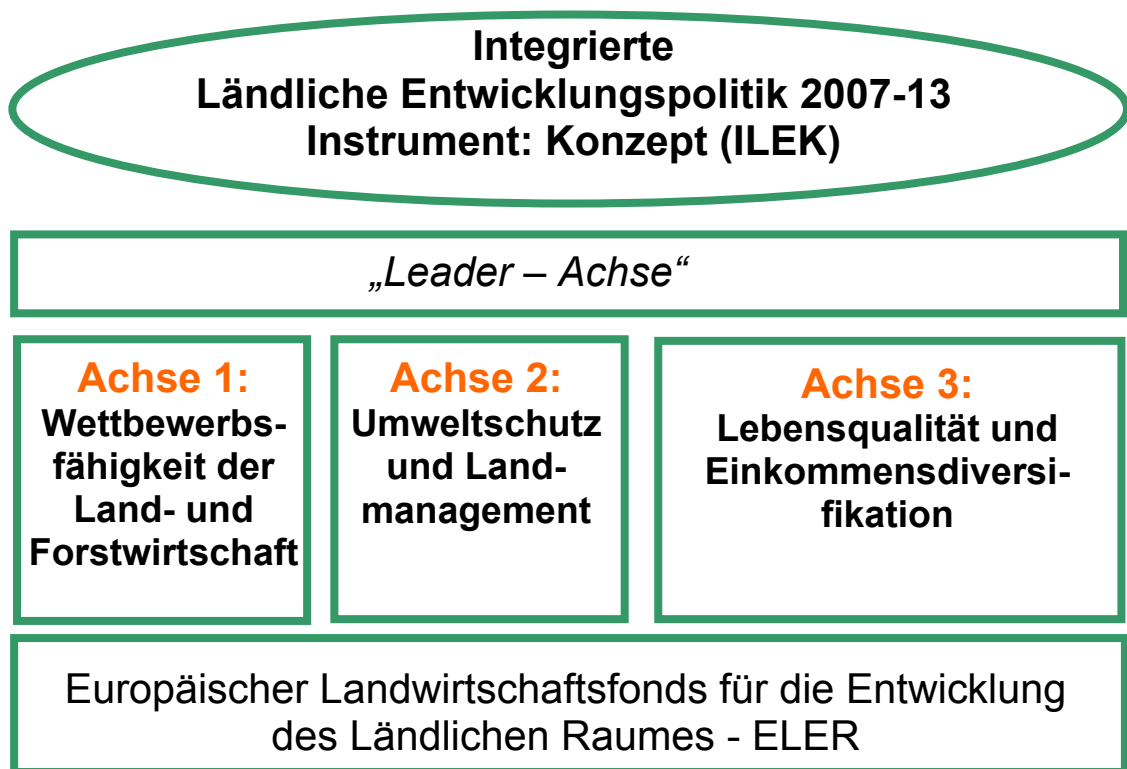 Integrierte
Ländliche Entwicklungspolitik 2007-13
Instrument: Konzept (ILEK)
„Leader – Achse“
Achse 1:
Wettbewerbs-
fähigkeit der
Land- und
Forstwirtschaft
Achse 2:
Umweltschutz
und Land-
management
Achse 3:
Lebensqualität und
Einkommensdiversi-
fikation
Europäischer Landwirtschaftsfonds für die Entwicklung
des Ländlichen Raumes - ELER